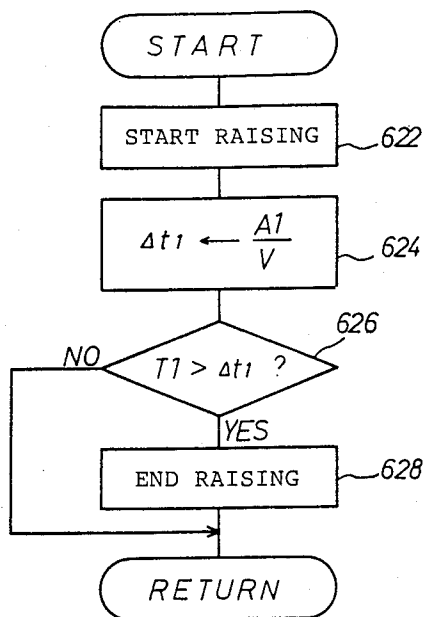 START
START RAISING 622
Δt1 ← A1/V 624
626
NO T1 > Δt1 ?
YES
END RAISING 628
RETURN